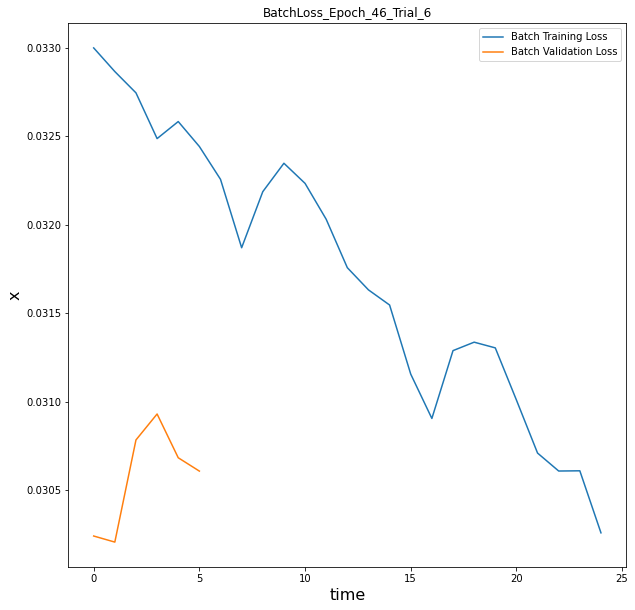 BatchLoss_Epoch_46_Trial_6
Batch Training Loss
Batch Validation Loss
0.0330
0.0325
0.0320
0.0315
0.0310
0.0305
x
0
5
10
15
20
25
time